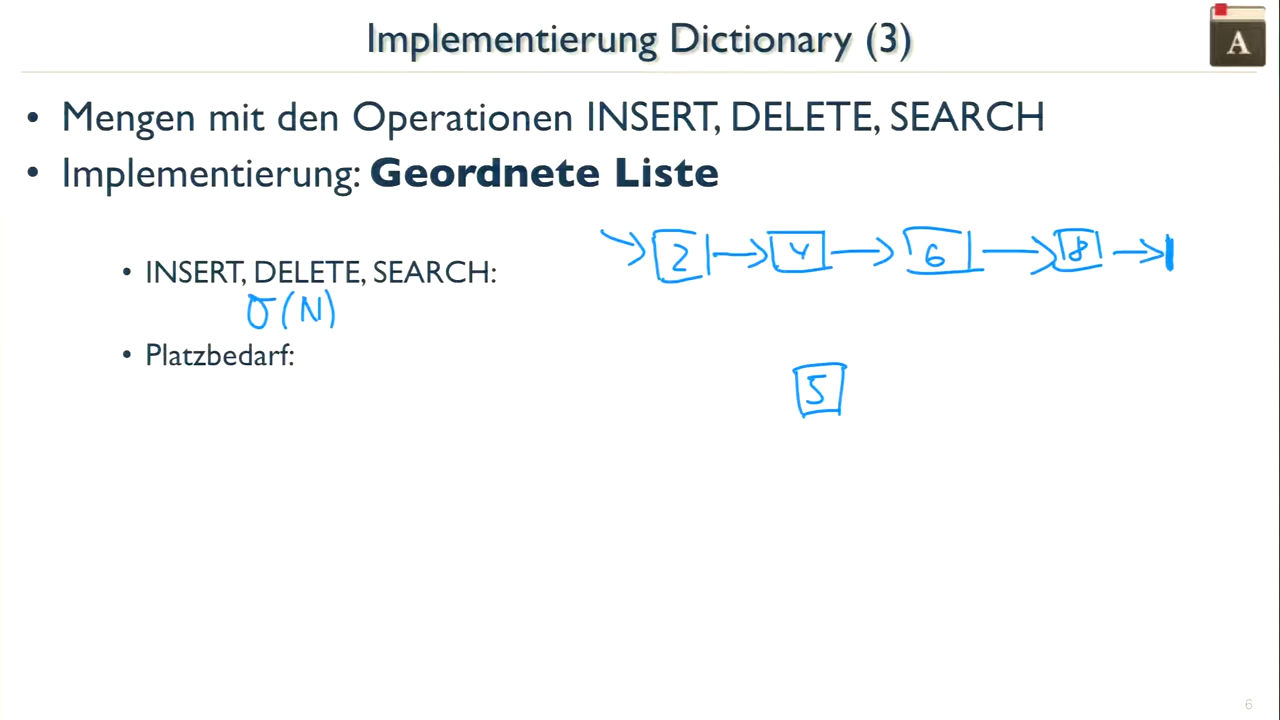 Implementierung Dictionary (3)
A
• Mengen mit den Operationen INSERT, DELETE, SEARCH
• Implementierung: Geordnete Liste
2 4 6 8
• INSERT, DELETE, SEARCH:
O(N)
• Platzbedarf:
5
6